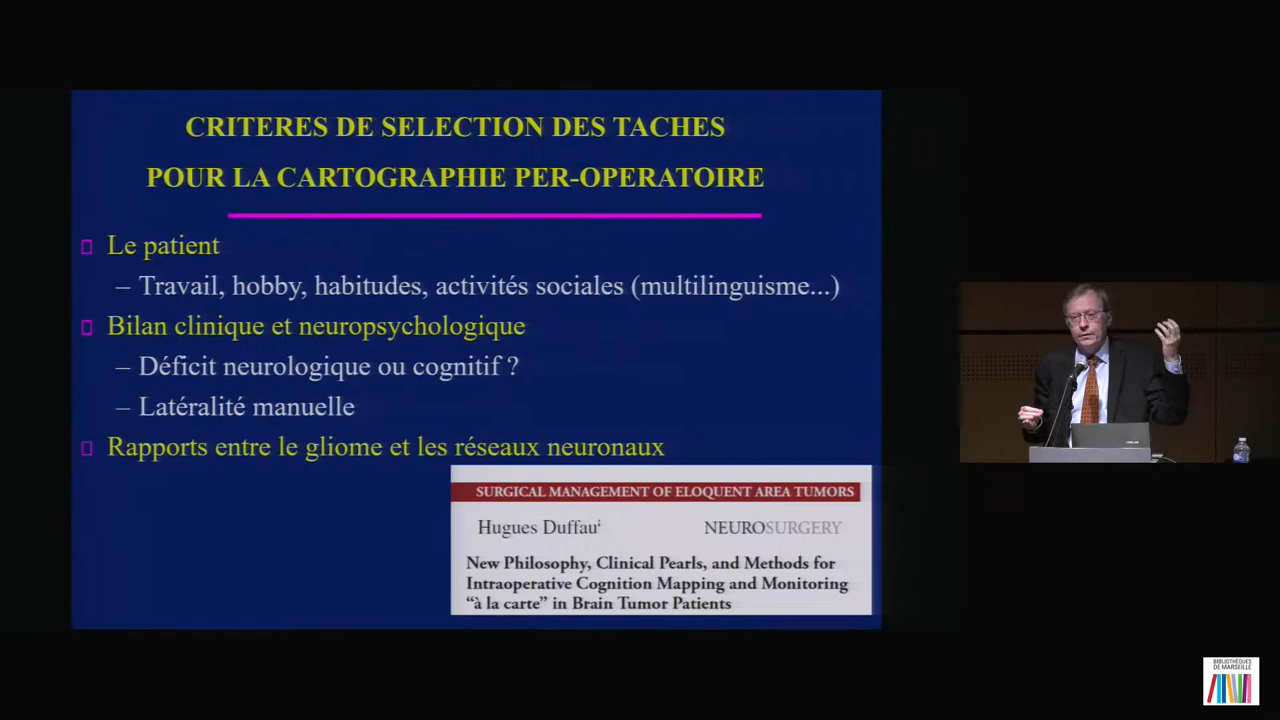 CRITERES DE SELECTION DES TACHES
POUR LA CARTOGRAPHIE PER-OPERATOIRE
Le patient
– Travail, hobby, habitudes, activités sociales (multilinguisme...)
Bilan clinique et neuropsychologique
– Déficit neurologique ou cognitif ?
– Latéralité manuelle
Rapports entre le gliome et les réseaux neuronaux
SURGICAL MANAGEMENT OF ELOQUENT AREA TUMORS
Hugues Duffau
NEUROSURGERY
New Philosophy, Clinical Pearls, and Methods for
Intraoperative Cognition Mapping and Monitoring
“à la carte” in Brain Tumor Patients
BIBLIOTHÈQUES
DE MARSEILLE